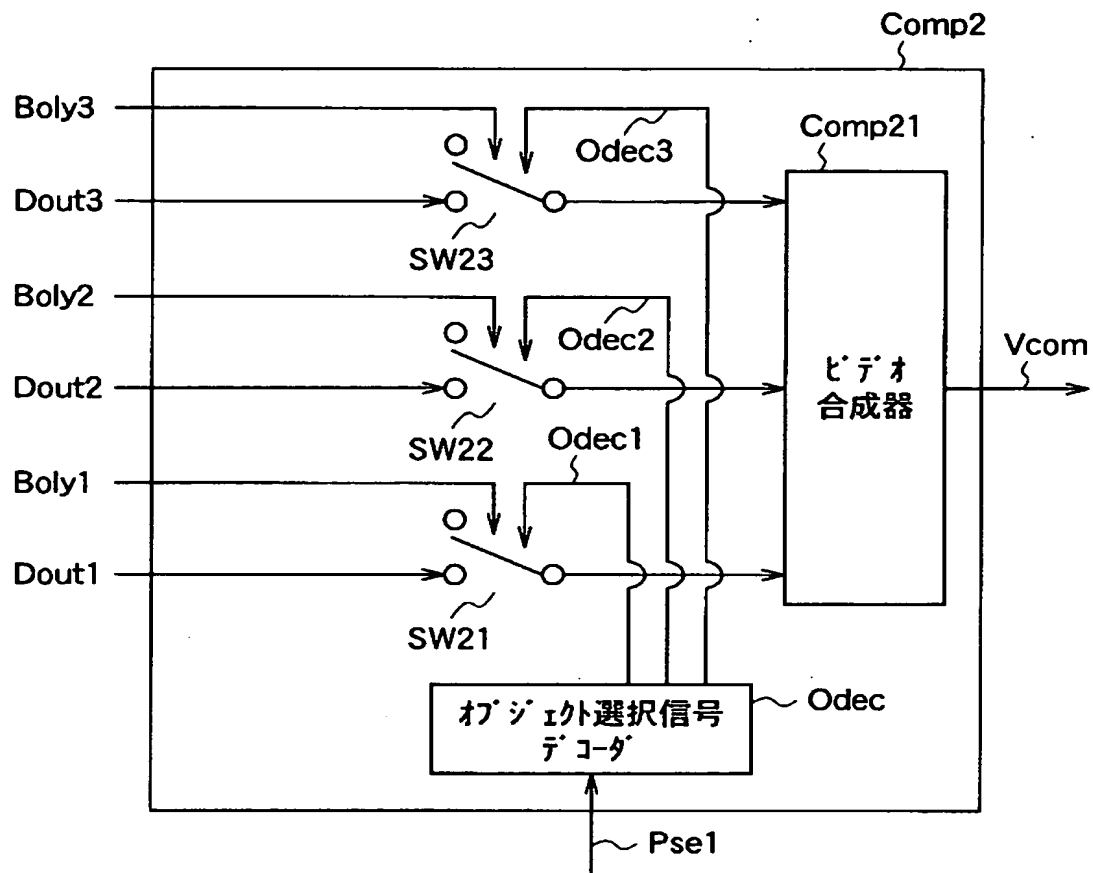 Comp2
Boly3
Comp21
Odec3
Dout3
SW23
Boly2
Odec2
Vcom
Dout2
ビデオ
合成器
SW22
Odec1
Boly1
Dout1
SW21
オブジェクト選択信号
デコーダ
Odec
Pse1